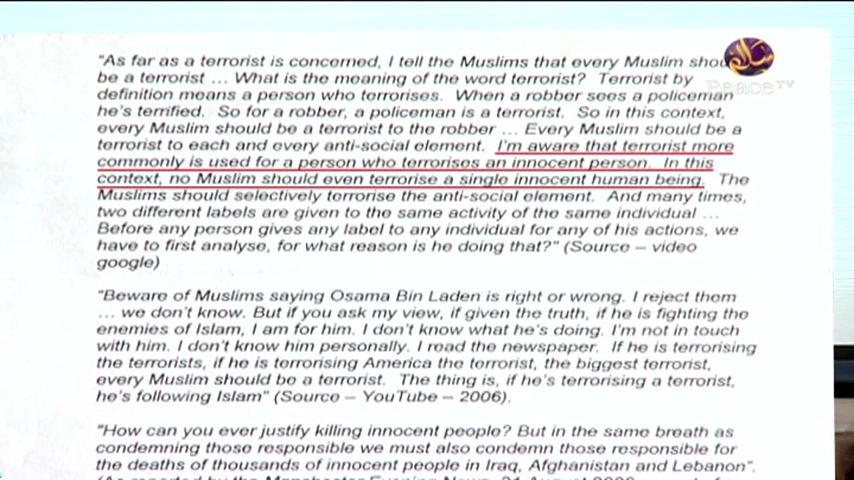 "As far as a terrorist is concerned, I tell the Muslims that every Muslim should
be a terrorist ... What is the meaning of the word terrorist? Terrorist by
definition means a person who terrorises. When a robber sees a policeman
he's terrified. So for a robber, a policeman is a terrorist. So in this context,
every Muslim should be a terrorist to the robber ... Every Muslim should be a
terrorist to each and every anti-social element. I'm aware that terrorist more
commonly is used for a person who terrorises an innocent person. In this
context, no Muslim should even terrorise a single innocent human being. The
Muslims should selectively terrorise the anti-social element. And many times,
two different labels are given to the same activity of the same individual ...
Before any person gives any label to any individual for any of his actions, we
have to first analyse, for what reason is he doing that?" (Source – video
google)
"Beware of Muslims saying Osama Bin Laden is right or wrong. I reject them
... we don't know. But if you ask my view, if given the truth, if he is fighting the
enemies of Islam, I am for him. I don't know what he's doing. I'm not in touch
with him. I don't know him personally. I read the newspaper. If he is terrorising
the terrorists, if he is terrorising America the terrorist, the biggest terrorist,
every Muslim should be a terrorist. The thing is, if he's terrorising a terrorist,
he's following Islam" (Source – YouTube – 2006).
"How can you ever justify killing innocent people? But in the same breath as
condemning those responsible we must also condemn those responsible for
the deaths of thousands of innocent people in Iraq, Afghanistan and Lebanon".
Peace TV